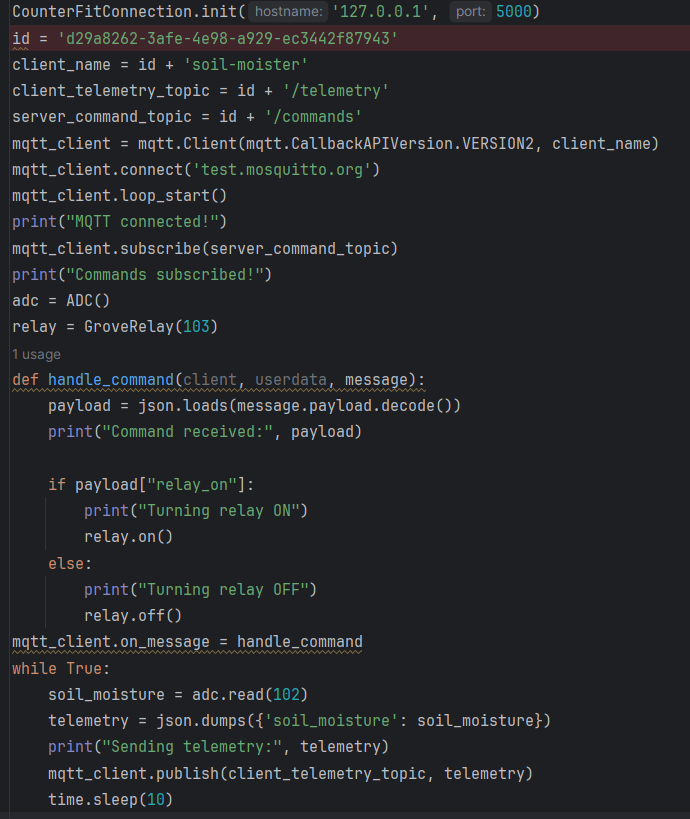 CounterFitConnection.init( hostname: '127.0.0.1', port: 5000)
id = 'd29a8262-3afe-4e98-a929-ec3442f87943'
client_name = id + 'soil-moister'
client_telemetry_topic = id + '/telemetry'
server_command_topic = id + '/commands'
mqtt_client = mqtt.Client(mqtt.CallbackAPIVersion.VERSION2, client_name)
mqtt_client.connect('test.mosquitto.org')
mqtt_client.loop_start()
print("MQTT connected!")
mqtt_client.subscribe(server_command_topic)
print("Commands subscribed!")
adc = ADC()
relay = GroveRelay(103)
1 usage
def handle_command(client, userdata, message):
    payload = json.loads(message.payload.decode())
    print("Command received:", payload)
    if payload["relay_on"]:
        print("Turning relay ON")
        relay.on()
    else:
        print("Turning relay OFF")
        relay.off()
mqtt_client.on_message = handle_command
while True:
    soil_moisture = adc.read(102)
    telemetry = json.dumps({'soil_moisture': soil_moisture})
    print("Sending telemetry:", telemetry)
    mqtt_client.publish(client_telemetry_topic, telemetry)
    time.sleep(10)